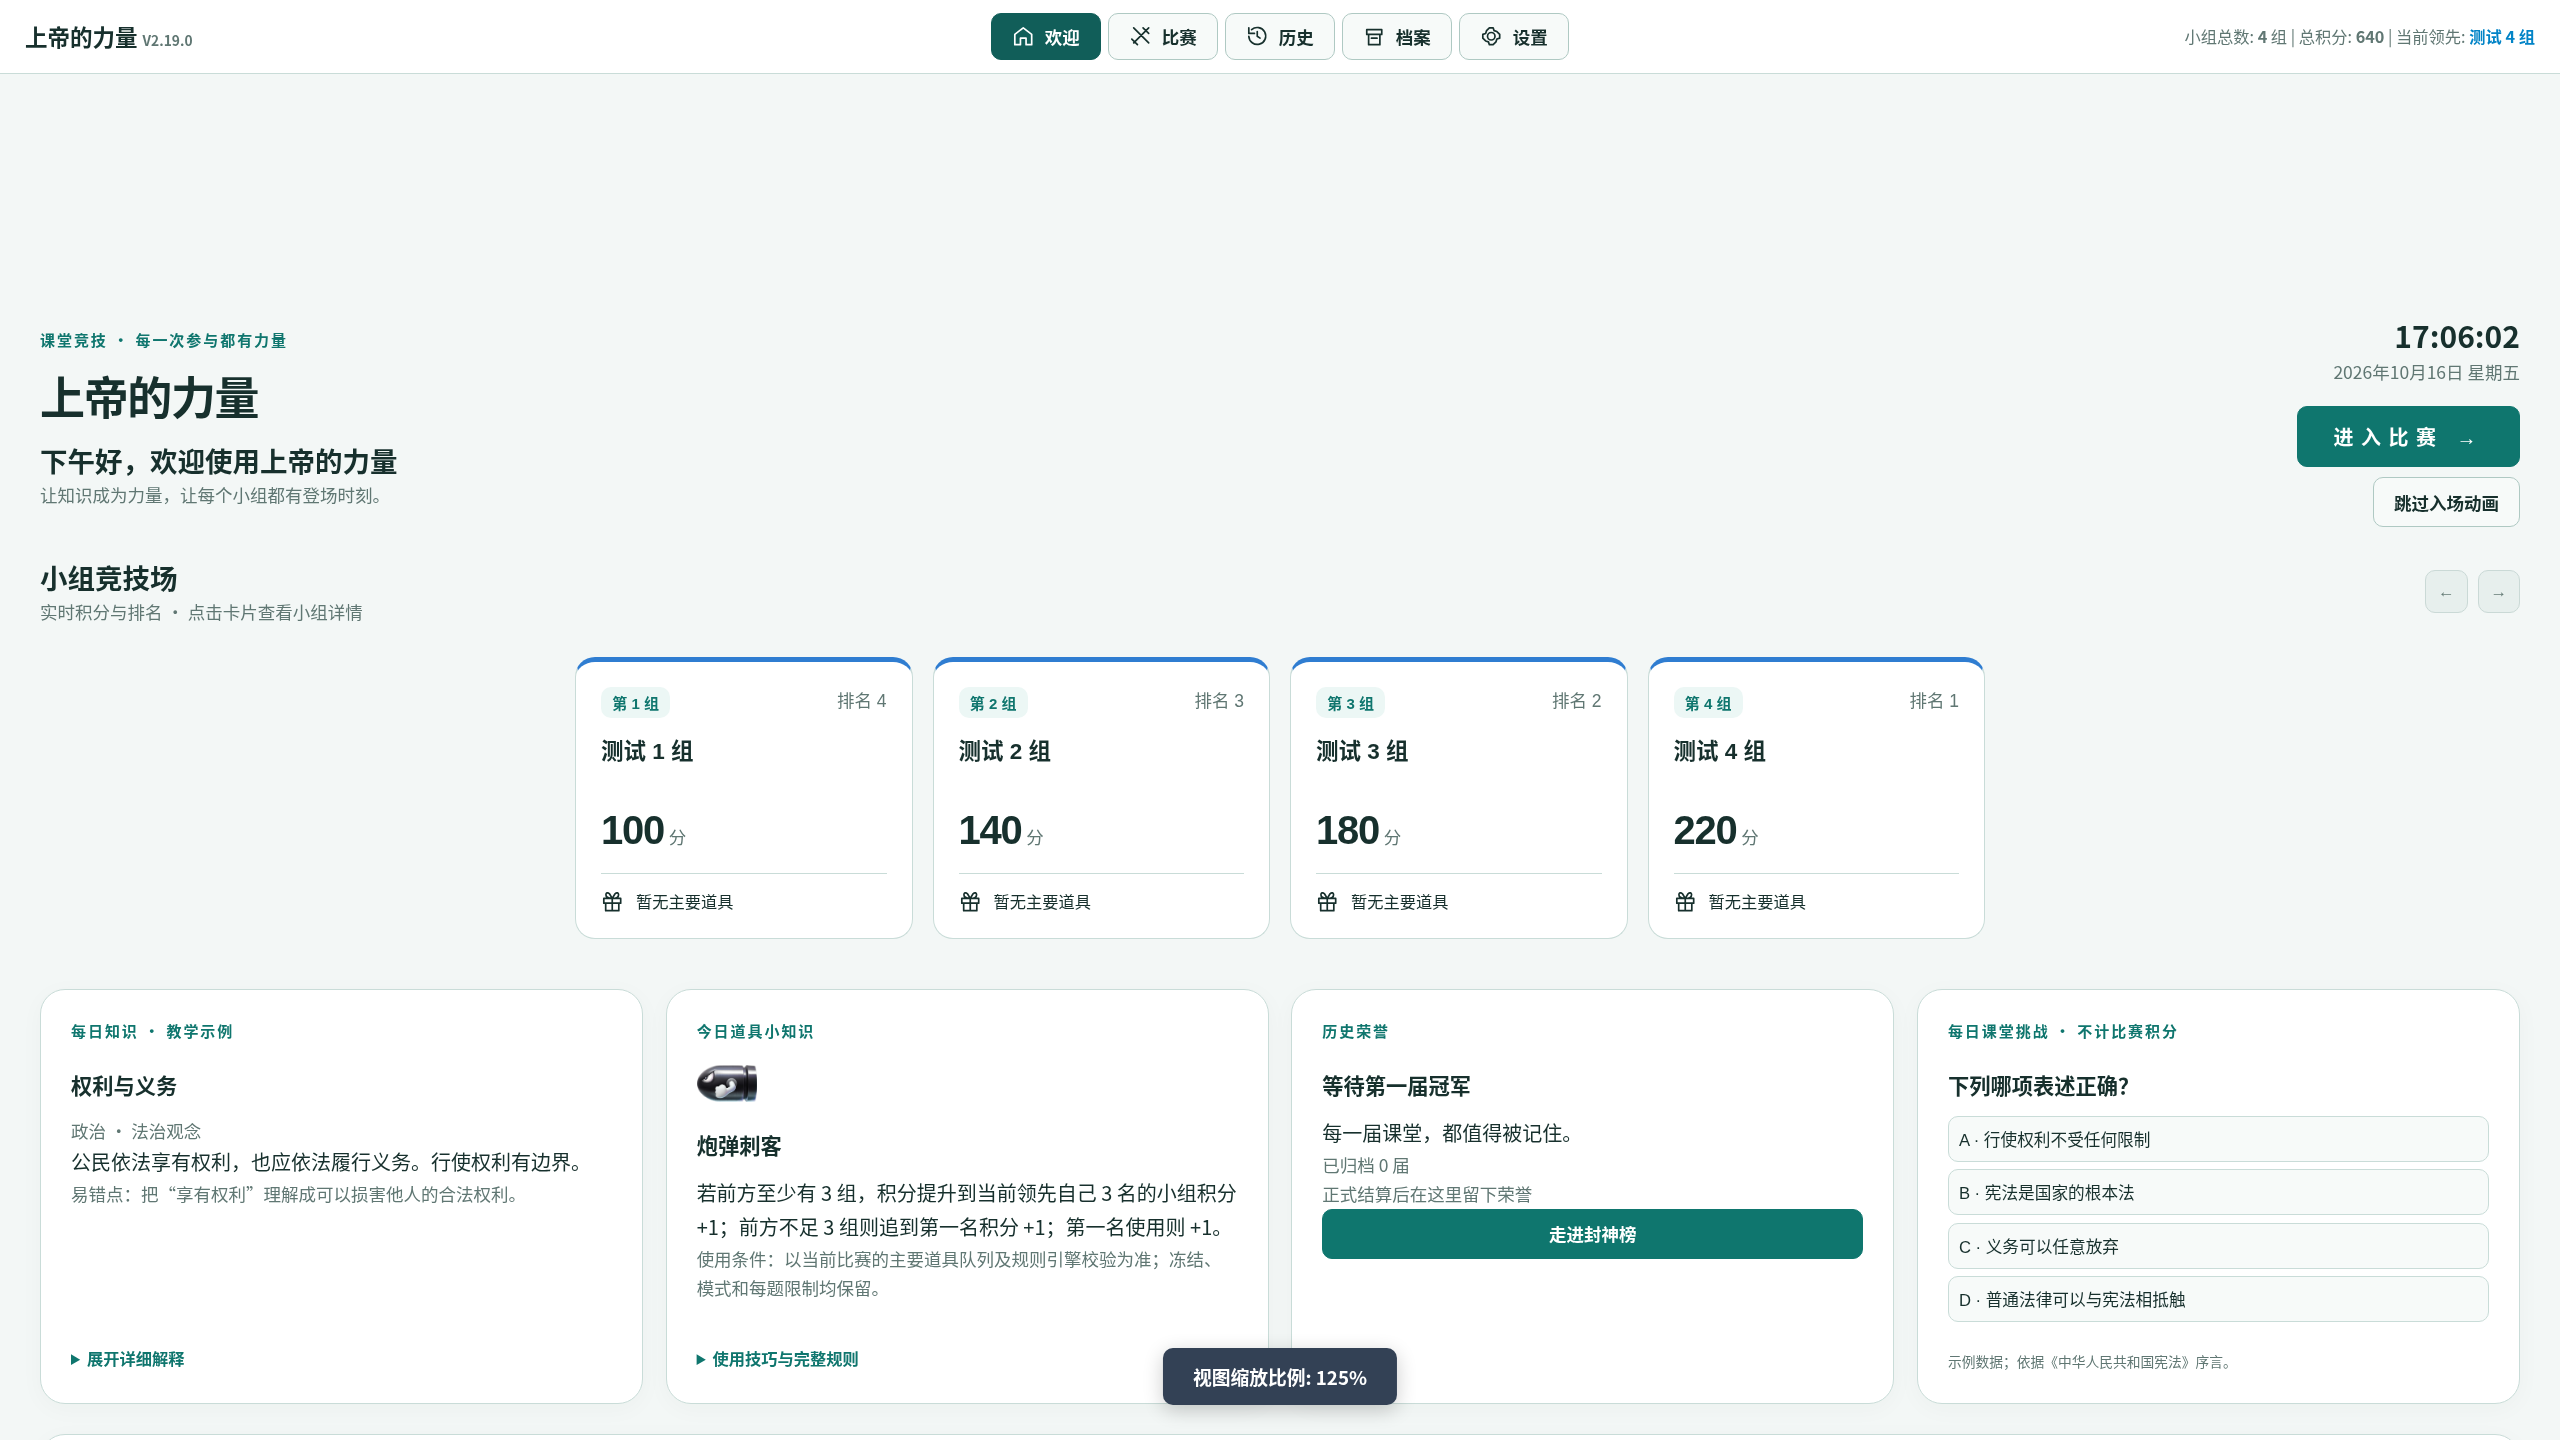 上帝的力量 V2.19.0
欢迎
比赛
历史
档案
设置
小组总数: 4 组 | 总积分: 640 | 当前领先: 测试 4 组
课堂竞技 · 每一次参与都有力量
上帝的力量
下午好，欢迎使用上帝的力量
让知识成为力量，让每个小组都有登场时刻。
17:06:02
2026年10月16日 星期五
进入比赛 →
跳过入场动画
小组竞技场
实时积分与排名 · 点击卡片查看小组详情
←
→
第 1 组
排名 4
测试 1 组
100 分
暂无主要道具
第 2 组
排名 3
测试 2 组
140 分
暂无主要道具
第 3 组
排名 2
测试 3 组
180 分
暂无主要道具
第 4 组
排名 1
测试 4 组
220 分
暂无主要道具
每日知识 · 教学示例
权利与义务
政治 · 法治观念
公民依法享有权利，也应依法履行义务。行使权利有边界。
易错点：把“享有权利”理解成可以损害他人的合法权利。
展开详细解释
今日道具小知识
炮弹刺客
若前方至少有 3 组，积分提升到当前领先自己 3 名的小组积分
+1；前方不足 3 组则追到第一名积分 +1；第一名使用则 +1。
使用条件：以当前比赛的主要道具队列及规则引擎校验为准；冻结、
模式和每题限制均保留。
使用技巧与完整规则
历史荣誉
等待第一届冠军
每一届课堂，都值得被记住。
已归档 0 届
正式结算后在这里留下荣誉
走进封神榜
每日课堂挑战 · 不计比赛积分
下列哪项表述正确？
A · 行使权利不受任何限制
B · 宪法是国家的根本法
C · 义务可以任意放弃
D · 普通法律可以与宪法相抵触
示例数据；依据《中华人民共和国宪法》序言。
视图缩放比例: 125%